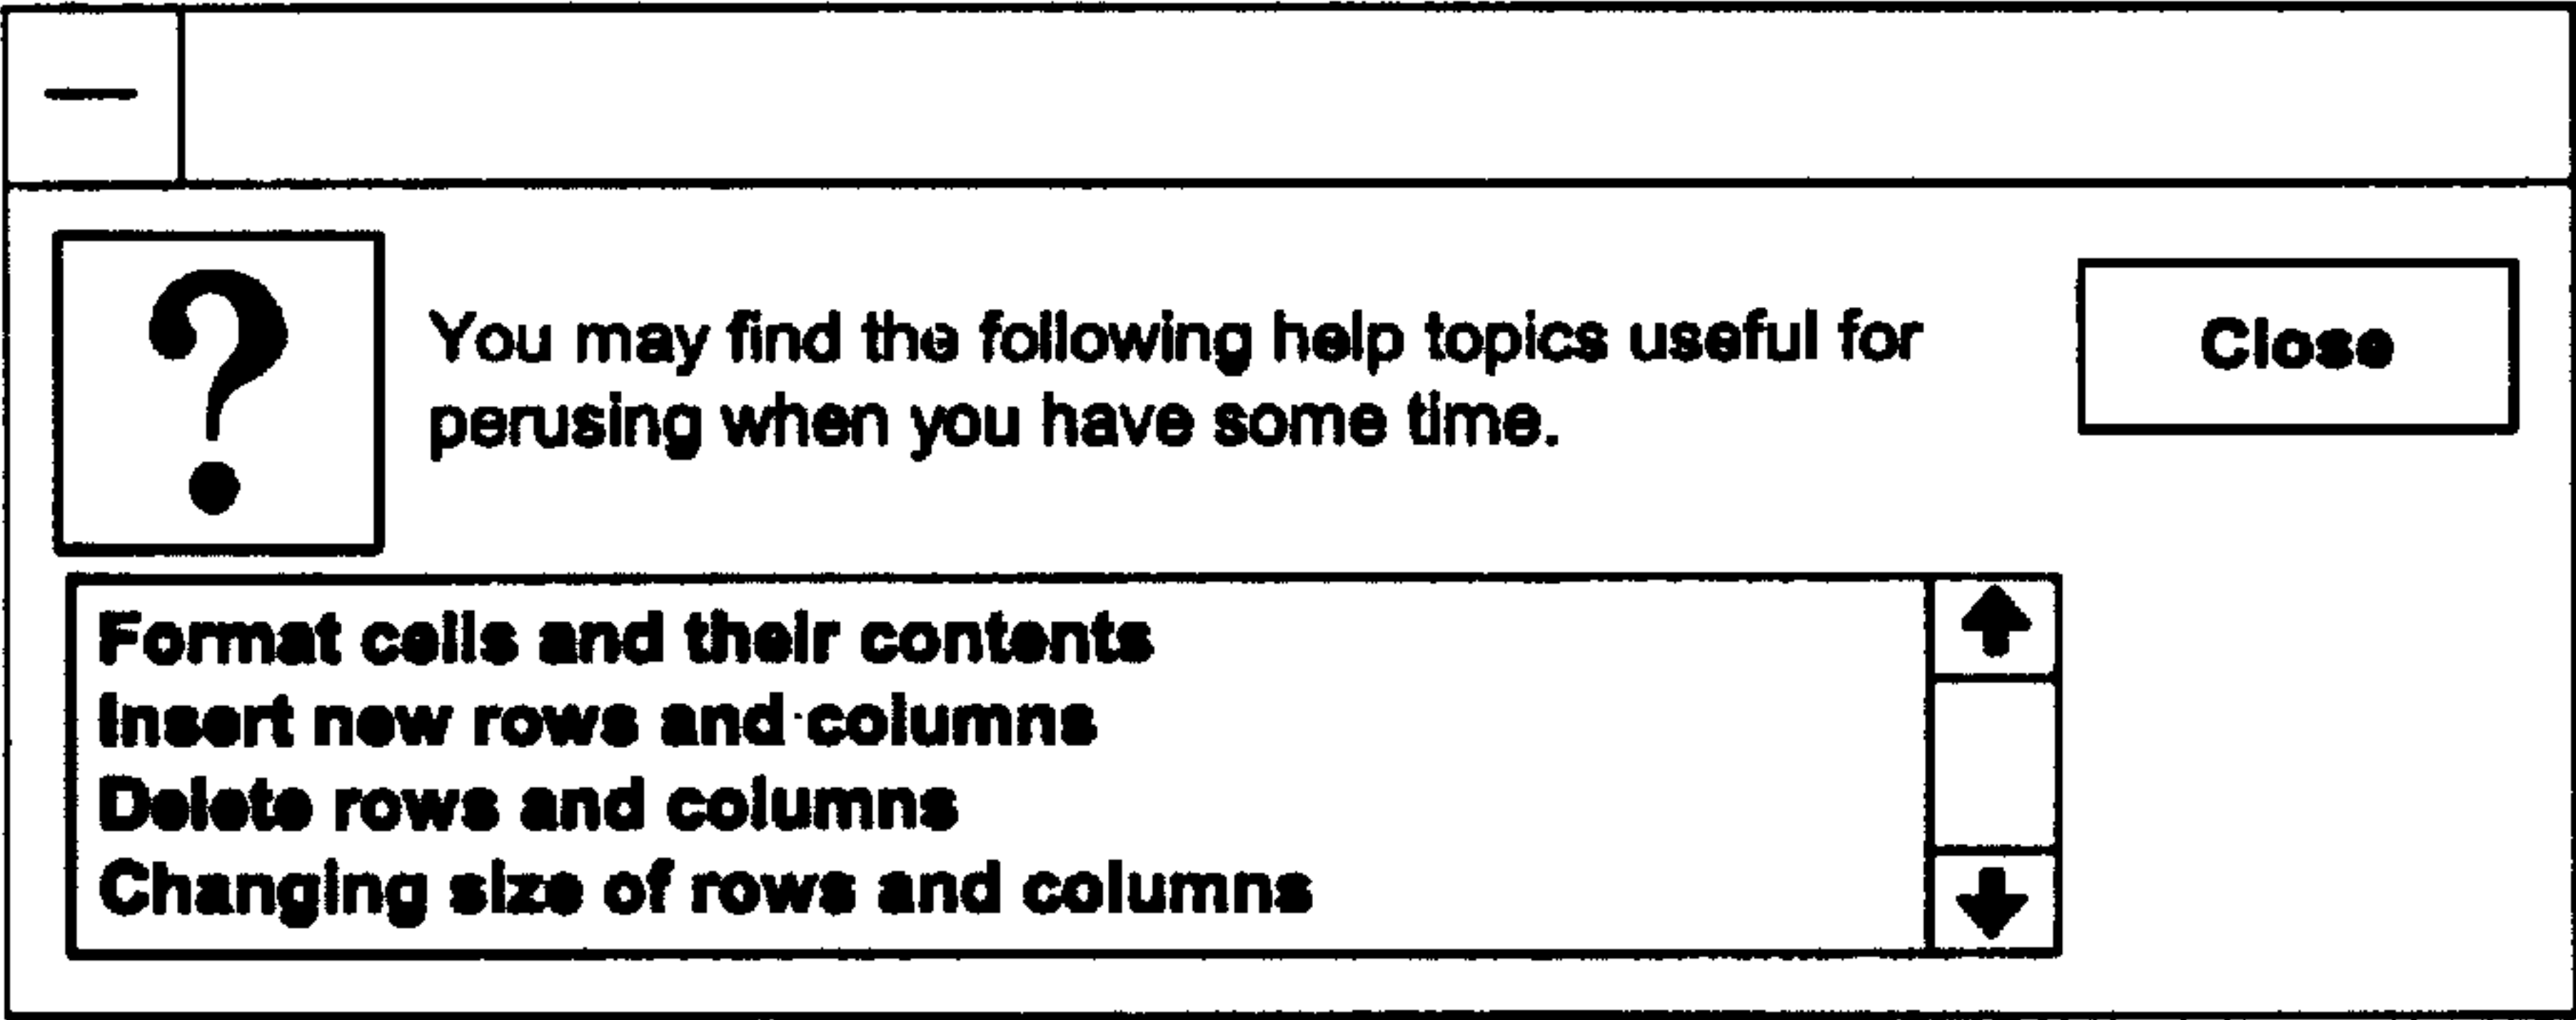 ?
You may find the following help topics useful for
perusing when you have some time.
Close
Format cells and their contents
Insert new rows and columns
Delete rows and columns
Changing size of rows and columns